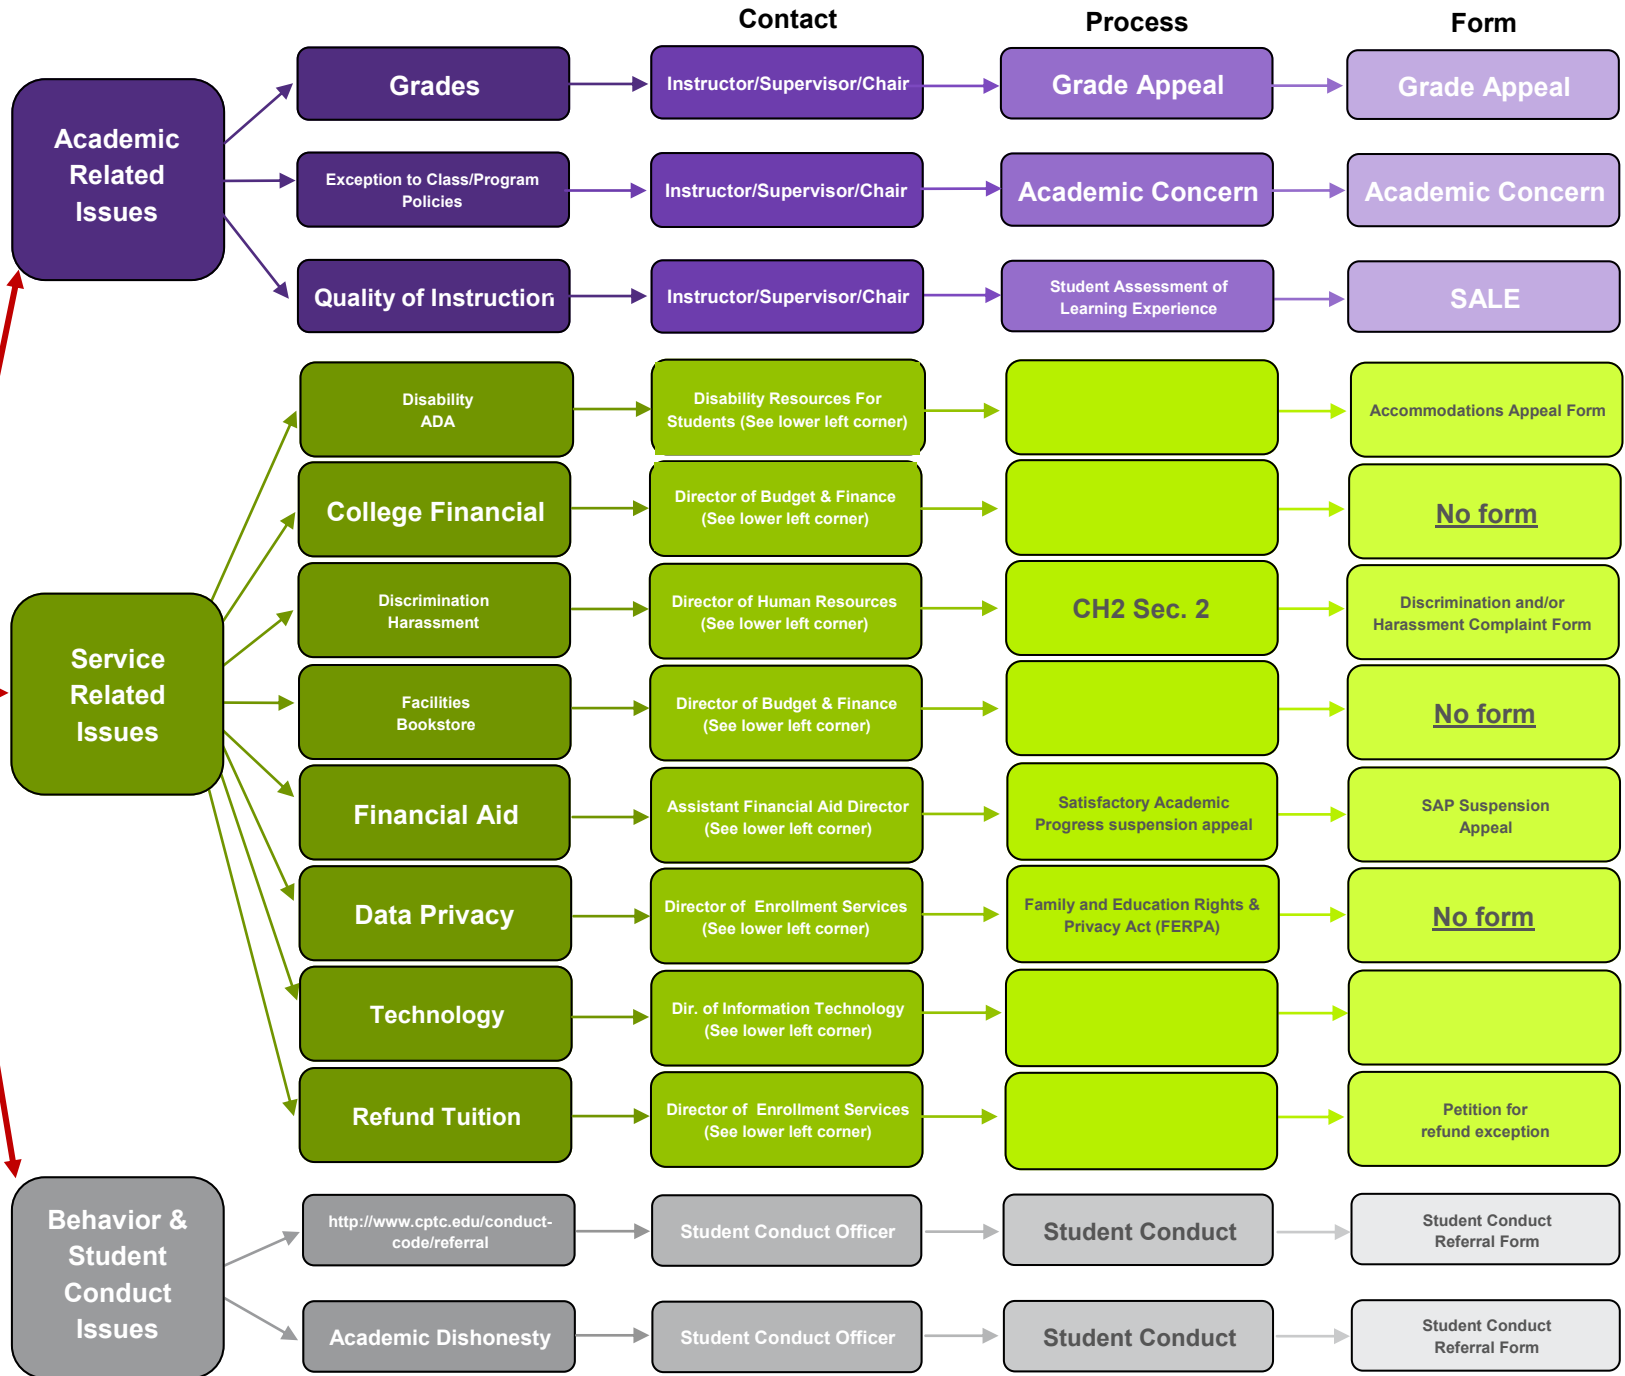 Contact Process Form
Academic
Related
Issues
Grades
Instructor/Supervisor/Chair
Grade Appeal
Grade Appeal
Exception to Class/Program
Policies
Instructor/Supervisor/Chair
Academic Concern
Academic Concern
Quality of Instruction
Instructor/Supervisor/Chair
Student Assessment of
Learning Experience
SALE
Service
Related
Issues
Disability
ADA
Disability Resources For
Students (See lower left corner)
Accommodations Appeal Form
College Financial
Director of Budget & Finance
(See lower left corner)
No form
Discrimination
Harassment
Director of Human Resources
(See lower left corner)
CH2 Sec. 2
Discrimination and/or
Harassment Complaint Form
Facilities
Bookstore
Director of Budget & Finance
(See lower left corner)
No form
Financial Aid
Assistant Financial Aid Director
(See lower left corner)
Satisfactory Academic
Progress suspension appeal
SAP Suspension
Appeal
Data Privacy
Director of Enrollment Services
(See lower left corner)
Family and Education Rights &
Privacy Act (FERPA)
No form
Technology
Dir. of Information Technology
(See lower left corner)
Refund Tuition
Director of Enrollment Services
(See lower left corner)
Petition for
refund exception
Behavior &
Student
Conduct
Issues
http://www.cptc.edu/conduct-
code/referral
Student Conduct Officer
Student Conduct
Student Conduct
Referral Form
Academic Dishonesty
Student Conduct Officer
Student Conduct
Student Conduct
Referral Form